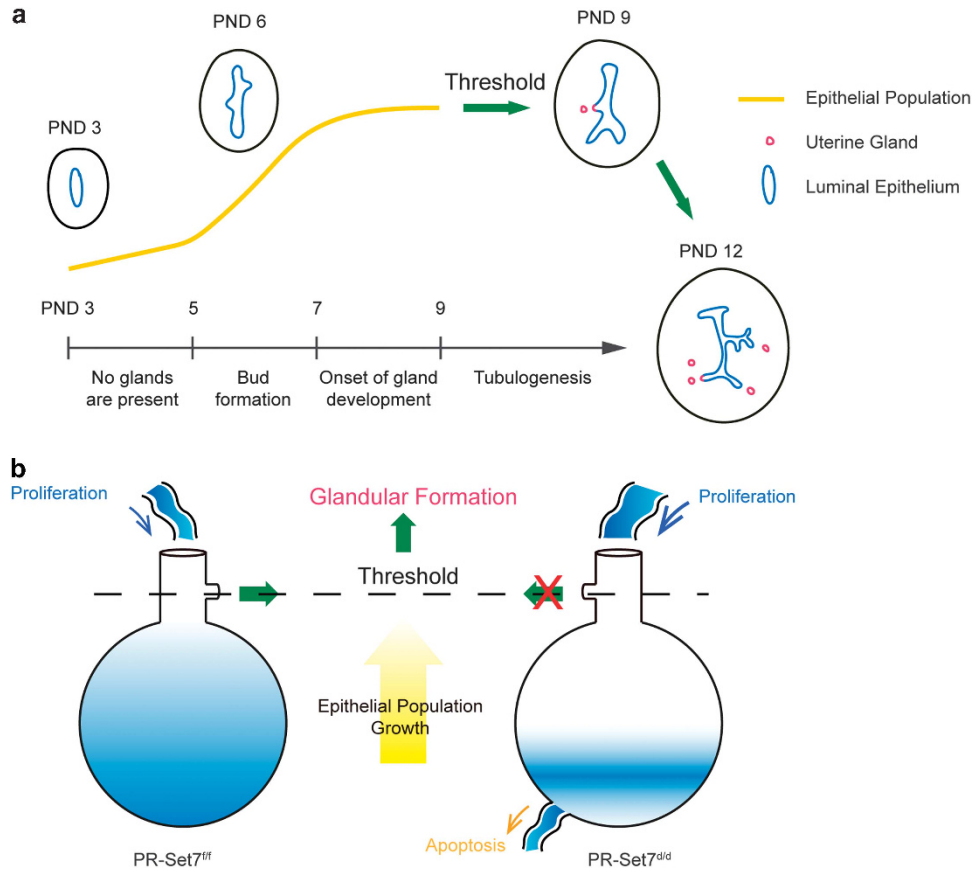 a
PND 3
PND 6
Threshold
PND 9
PND 12
Epithelial Population
Uterine Gland
Luminal Epithelium
PND 3
5
7
9
No glands
are present
Bud
formation
Onset of gland
development
Tubulogenesis
b
Proliferation
Glandular Formation
Proliferation
Threshold
Epithelial Population
Growth
Apoptosis
PR-Set7f/f
PR-Set7d/d